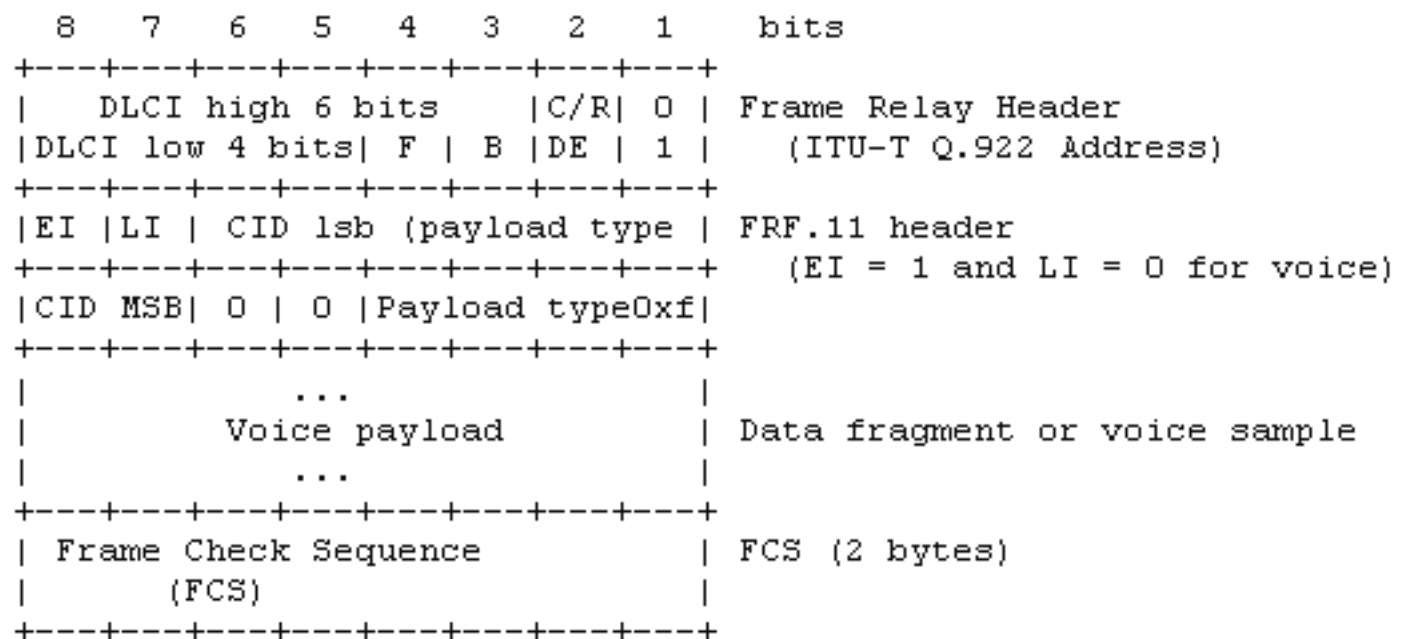 8 7 6 5 4 3 2 1 bits
+---+---+---+---+---+---+---+---+
| DLCI high 6 bits |C/R| 0 | Frame Relay Header
|DLCI low 4 bits| F | B |DE | 1 | (ITU-T Q.922 Address)
+---+---+---+---+---+---+---+---+
|EI |LI | CID lsb (payload type | FRF.11 header
+---+---+---+---+---+---+---+---+ (EI = 1 and LI = 0 for voice)
|CID MSB| 0 | 0 |Payload type0xf|
+---+---+---+---+---+---+---+---+
| ... |
| Voice payload | Data fragment or voice sample
| ... |
+---+---+---+---+---+---+---+---+
| Frame Check Sequence | FCS (2 bytes)
| (FCS) |
+---+---+---+---+---+---+---+---+